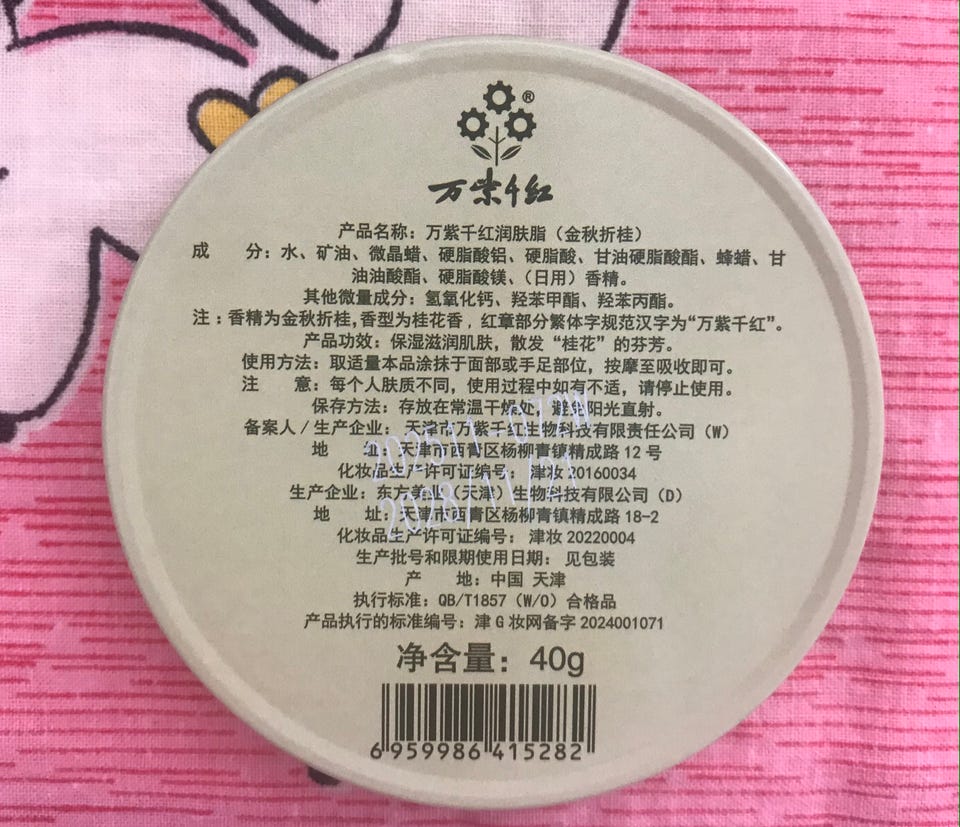 ®
万紫千红
产品名称：万紫千红润肤脂（金秋折桂）
成 分：水、矿油、微晶蜡、硬脂酸铝、硬脂酸、甘油硬脂酸酯、蜂蜡、甘
油油酸酯、硬脂酸镁、（日用）香精。
其他微量成分：氢氧化钙、羟苯甲酯、羟苯丙酯。
注：香精为金秋折桂，香型为桂花香，红章部分繁体字规范汉字为“万紫千红”。
产品功效：保湿滋润肌肤，散发“桂花”的芬芳。
使用方法：取适量本品涂抹于面部或手足部位，按摩至吸收即可。
注 意：每个人肤质不同，使用过程中如有不适，请停止使用。
保存方法：存放在常温干燥处，避免阳光直射。
备案人/生产企业：天津市万紫千红生物科技有限责任公司（W）
地 址：天津市西青区杨柳青镇精成路12号
化妆品生产许可证编号：津妆20160034
生产企业：东方美业（天津）生物科技有限公司（D）
地 址：天津市西青区杨柳青镇精成路18-2
化妆品生产许可证编号：津妆20220004
生产批号和限期使用日期：见包装
产 地：中国 天津
执行标准：QB/T1857（W/O）合格品
产品执行的标准编号：津G妆网备字2024001071
净含量：40g
6 959986 415282